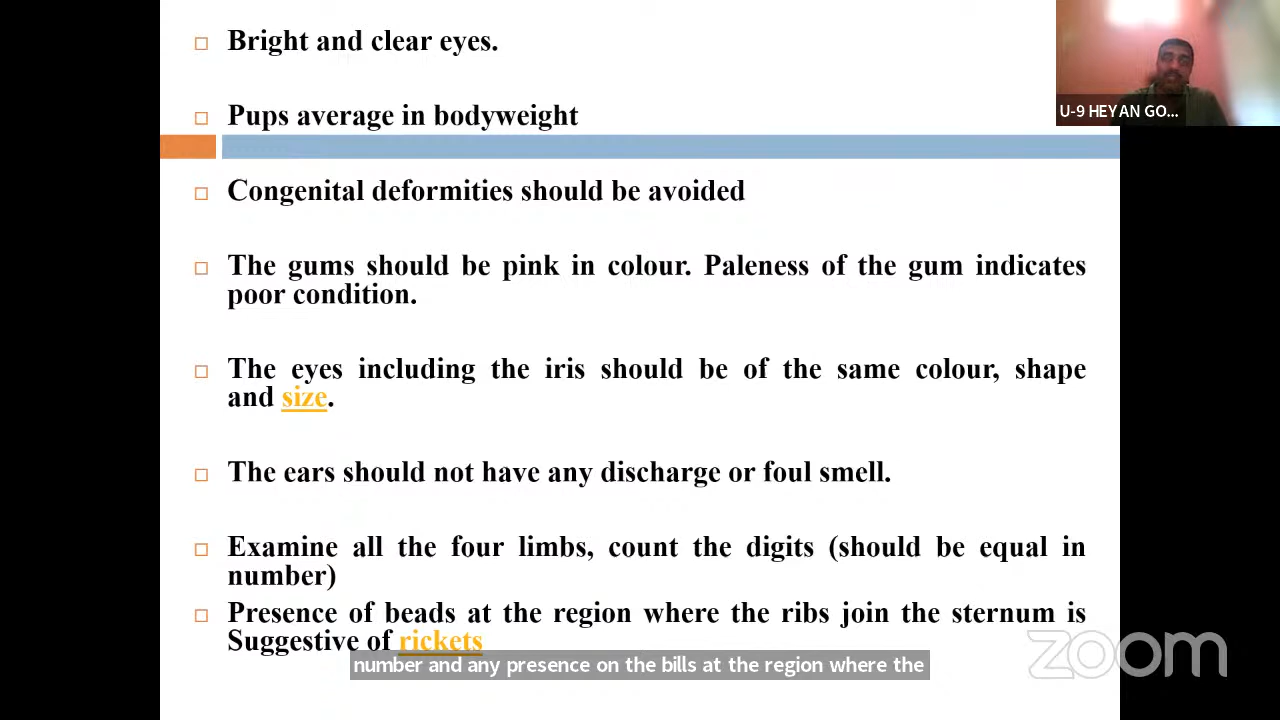 Bright and clear eyes.
U-9 HEYAN GO...
Pups average in bodyweight
Congenital deformities should be avoided
The gums should be pink in colour. Paleness of the gum indicates
poor condition.
The eyes including the iris should be of the same colour, shape
and size.
The ears should not have any discharge or foul smell.
Examine all the four limbs, count the digits (should be equal in
number)
Presence of beads at the region where the ribs join the sternum is
Suggestive of rickets
number and any presence on the bills at the region where the
zoom